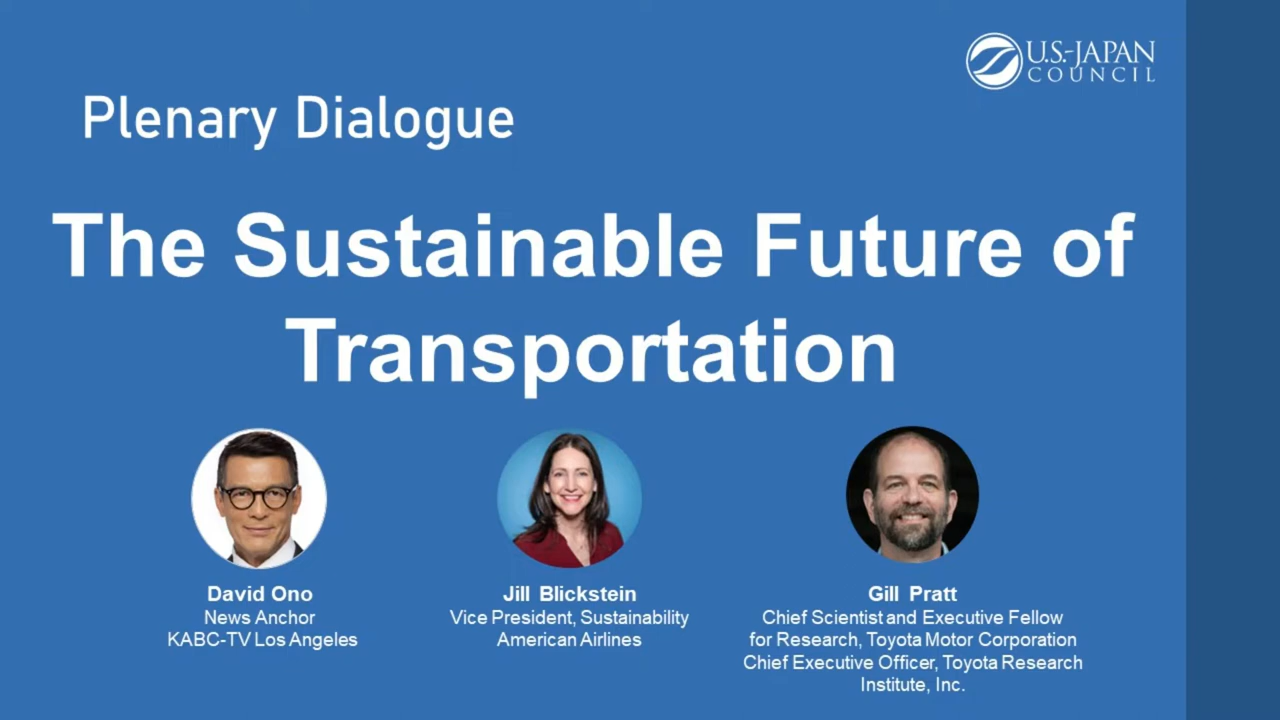 U.S.-JAPAN
COUNCIL
Plenary Dialogue
The Sustainable Future of
Transportation
David Ono
News Anchor
KABC-TV Los Angeles
Jill Blickstein
Vice President, Sustainability
American Airlines
Gill Pratt
Chief Scientist and Executive Fellow
for Research, Toyota Motor Corporation
Chief Executive Officer, Toyota Research
Institute, Inc.